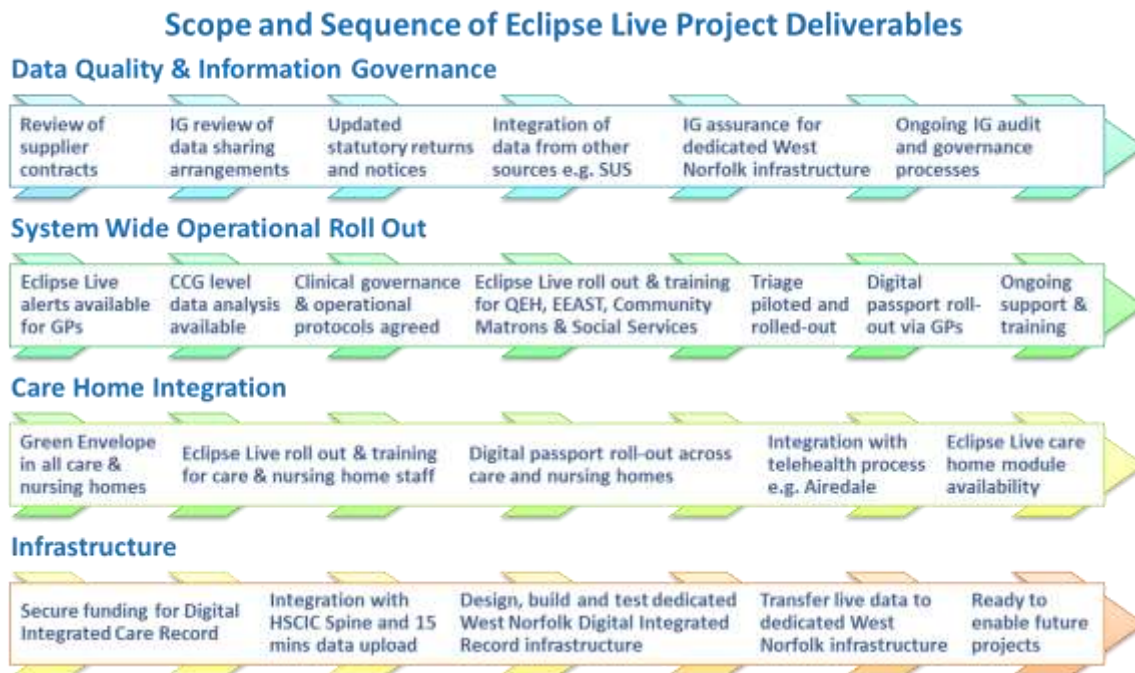 Scope and Sequence of Eclipse Live Project Deliverables
Data Quality & Information Governance
Review of
supplier
contracts
IG review of
data sharing
arrangements
Updated
statutory returns
and notices
Integration of
data from other
sources e.g. SUS
IG assurance for
dedicated West
Norfolk infrastructure
Ongoing IG audit
and governance
processes
System Wide Operational Roll Out
Eclipse Live
alerts available
for GPs
CCG level
data analysis
available
Clinical governance
& operational
protocols agreed
Eclipse Live roll out & training
for QEH, EEAST, Community
Matrons & Social Services
Triage
piloted and
rolled-out
Digital
passport roll-
out via GPs
Ongoing
support &
training
Care Home Integration
Green Envelope
in all care &
nursing homes
Eclipse Live roll out & training
for care & nursing home staff
Digital passport roll-out across
care and nursing homes
Integration with
telehealth process
e.g. Airedale
Eclipse Live care
home module
availability
Infrastructure
Secure funding for Digital
Integrated Care Record
Integration with
HSCIC Spine and 15
mins data upload
Design, build and test dedicated
West Norfolk Digital Integrated
Record infrastructure
Transfer live data to
dedicated West
Norfolk infrastructure
Ready to
enable future
projects